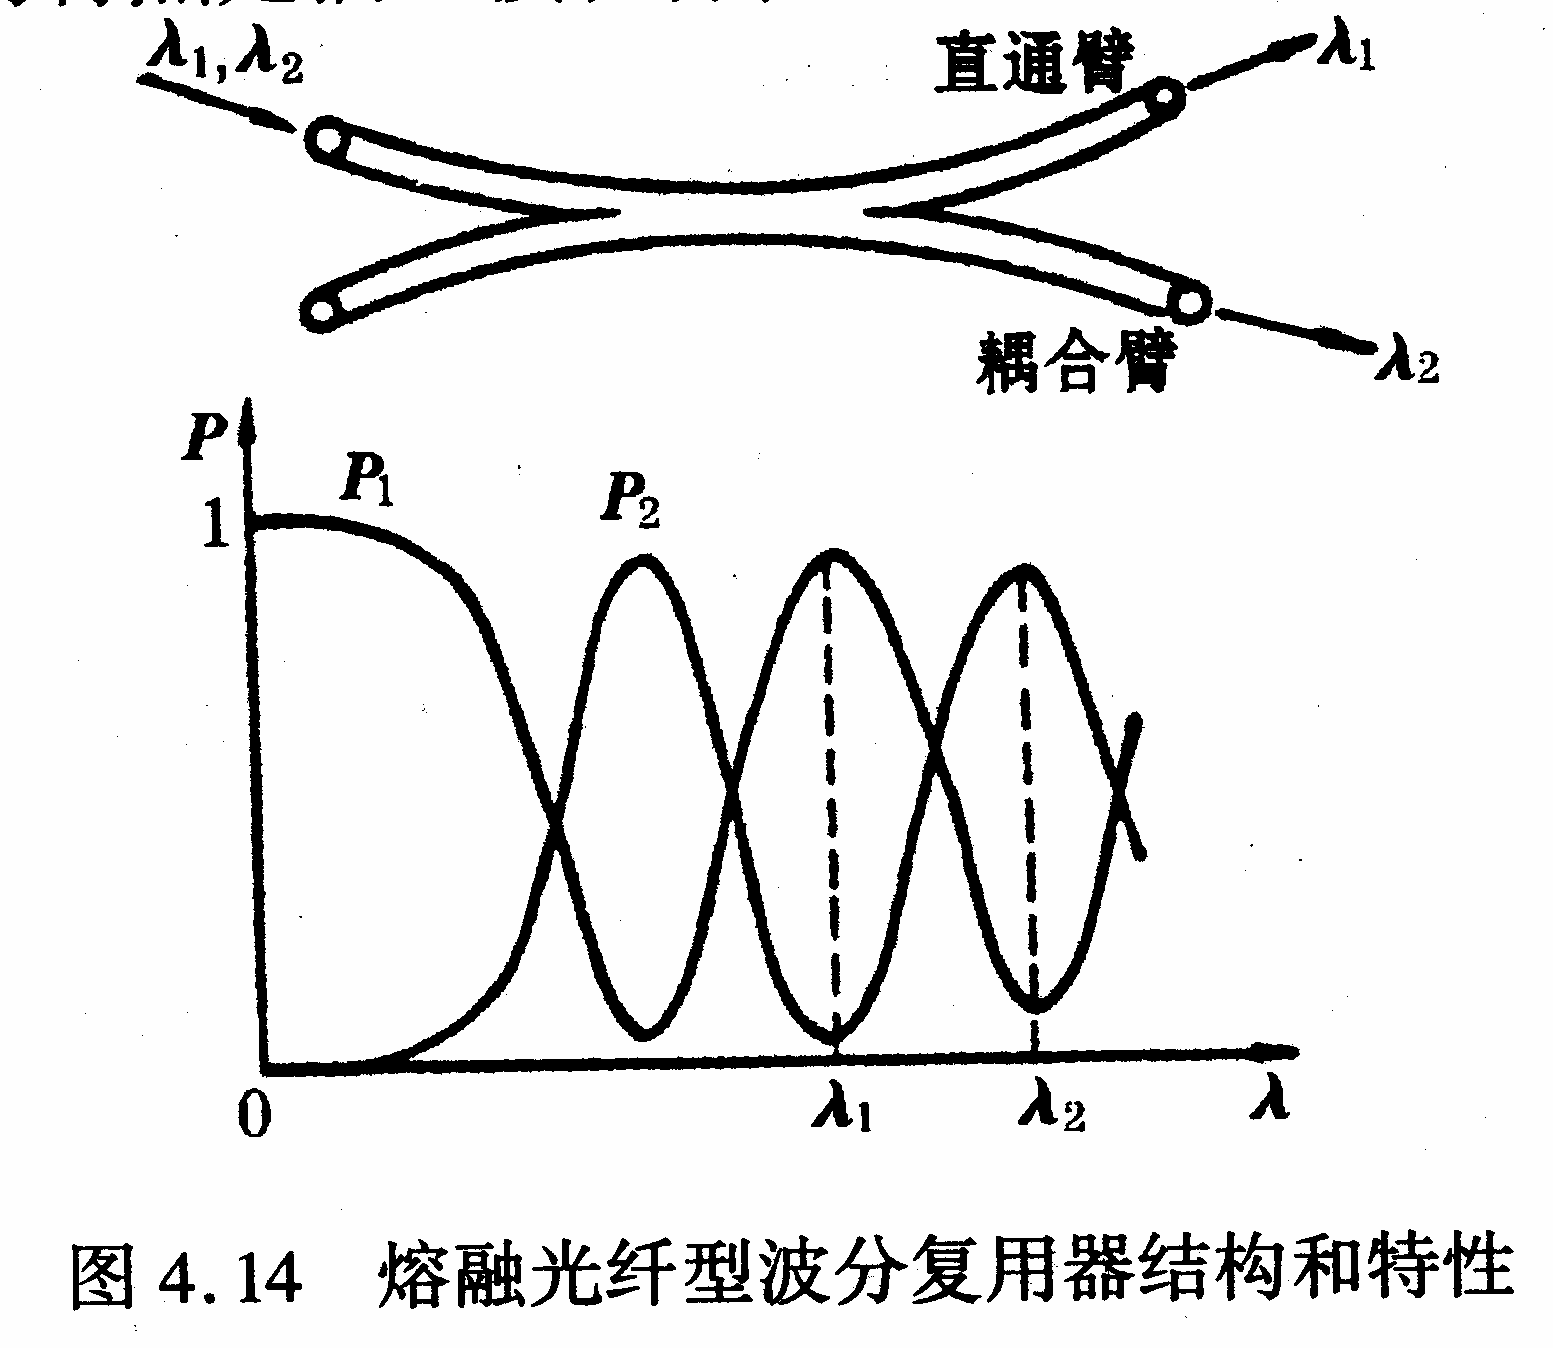 λ₁,λ₂
直通臂
λ₁
耦合臂
λ₂
P
P₁
P₂
1
0
λ₁
λ₂
λ
图 4.14 熔融光纤型波分复用器结构和特性